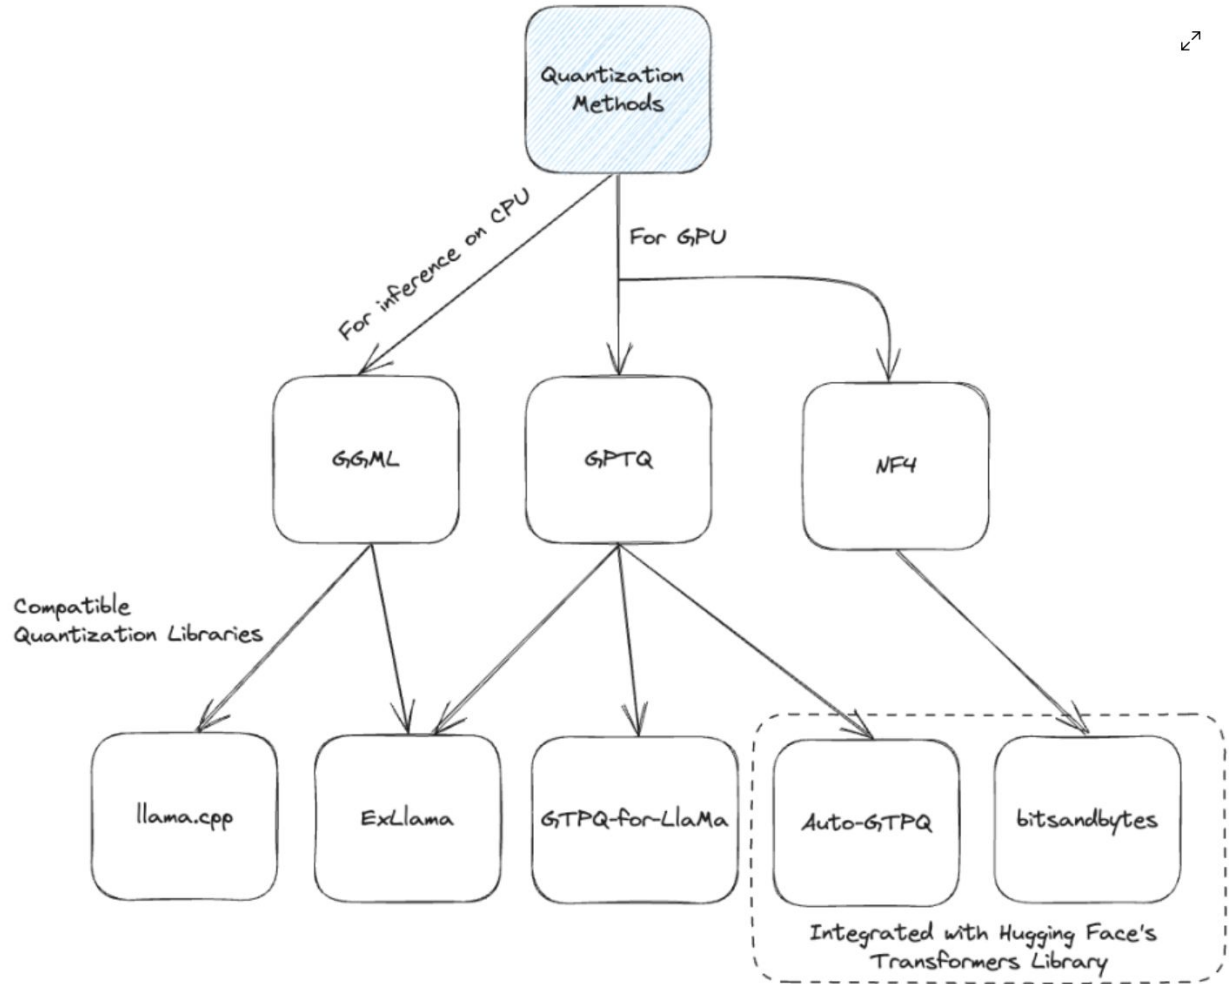 Quantization
Methods
For inference on CPU
For GPU
GGML
GPTQ
NF4
Compatible
Quantization Libraries
llama.cpp
ExLlama
GTPQ-for-LlaMa
Auto-GTPQ
bitsandbytes
Integrated with Hugging Face's
Transformers Library